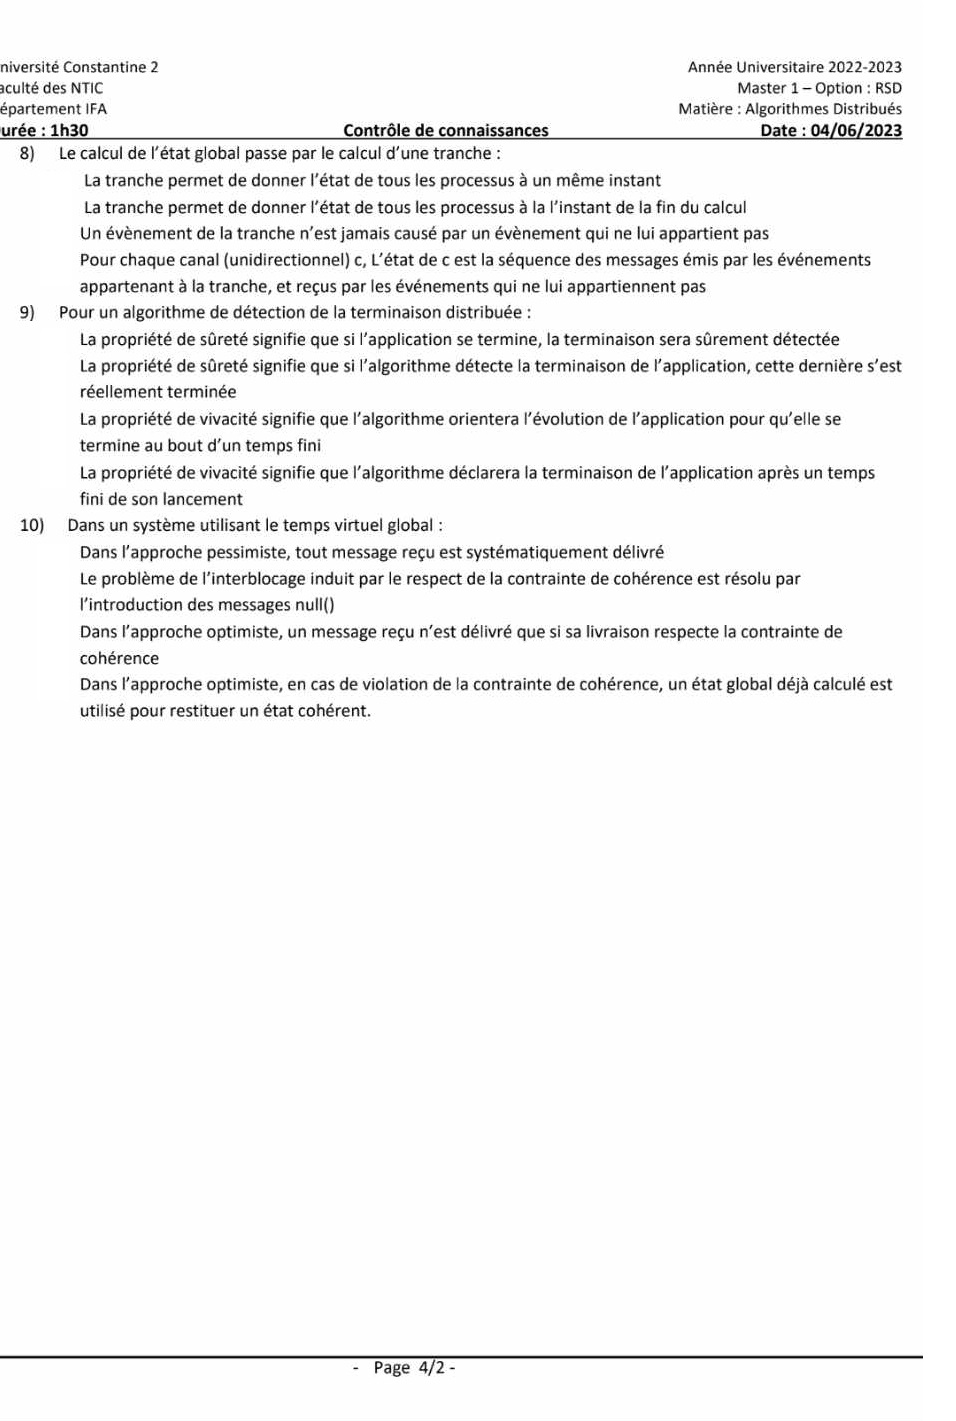 niversité Constantine 2
Année Universitaire 2022-2023
aculté des NTIC
Master 1 – Option : RSD
épartement IFA
Matière : Algorithmes Distribués
urée : 1h30
Contrôle de connaissances
Date : 04/06/2023
8) Le calcul de l'état global passe par le calcul d'une tranche :
La tranche permet de donner l'état de tous les processus à un même instant
La tranche permet de donner l'état de tous les processus à la l'instant de la fin du calcul
Un évènement de la tranche n'est jamais causé par un évènement qui ne lui appartient pas
Pour chaque canal (unidirectionnel) c, L'état de c est la séquence des messages émis par les événements
appartenant à la tranche, et reçus par les événements qui ne lui appartiennent pas
9) Pour un algorithme de détection de la terminaison distribuée :
La propriété de sûreté signifie que si l'application se termine, la terminaison sera sûrement détectée
La propriété de sûreté signifie que si l'algorithme détecte la terminaison de l'application, cette dernière s'est
réellement terminée
La propriété de vivacité signifie que l'algorithme orientera l'évolution de l'application pour qu'elle se
termine au bout d'un temps fini
La propriété de vivacité signifie que l'algorithme déclarera la terminaison de l'application après un temps
fini de son lancement
10) Dans un système utilisant le temps virtuel global :
Dans l'approche pessimiste, tout message reçu est systématiquement délivré
Le problème de l'interblocage induit par le respect de la contrainte de cohérence est résolu par
l'introduction des messages null()
Dans l'approche optimiste, un message reçu n'est délivré que si sa livraison respecte la contrainte de
cohérence
Dans l'approche optimiste, en cas de violation de la contrainte de cohérence, un état global déjà calculé est
utilisé pour restituer un état cohérent.
- Page 4/2 -